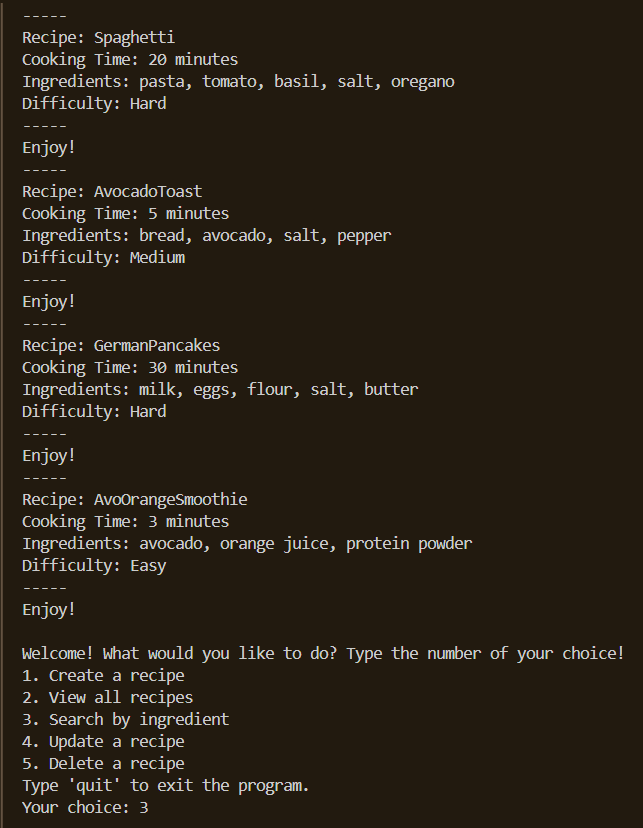 -----
Recipe: Spaghetti
Cooking Time: 20 minutes
Ingredients: pasta, tomato, basil, salt, oregano
Difficulty: Hard
-----
Enjoy!
-----
Recipe: AvocadoToast
Cooking Time: 5 minutes
Ingredients: bread, avocado, salt, pepper
Difficulty: Medium
-----
Enjoy!
-----
Recipe: GermanPancakes
Cooking Time: 30 minutes
Ingredients: milk, eggs, flour, salt, butter
Difficulty: Hard
-----
Enjoy!
-----
Recipe: AvoOrangeSmoothie
Cooking Time: 3 minutes
Ingredients: avocado, orange juice, protein powder
Difficulty: Easy
-----
Enjoy!

Welcome! What would you like to do? Type the number of your choice!
1. Create a recipe
2. View all recipes
3. Search by ingredient
4. Update a recipe
5. Delete a recipe
Type 'quit' to exit the program.
Your choice: 3